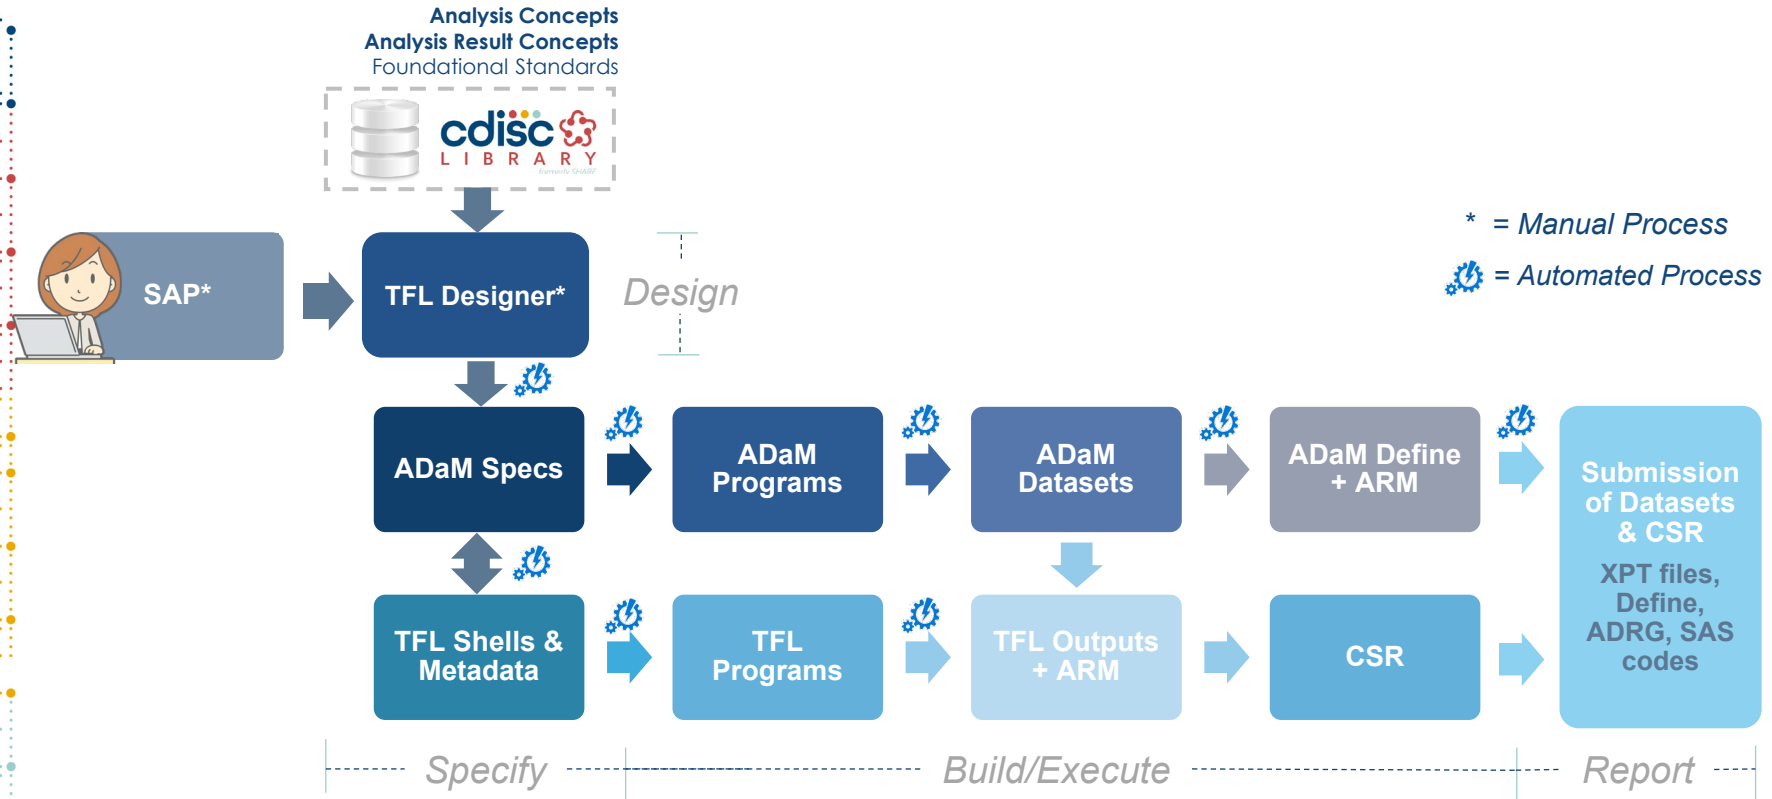 Analysis Concepts
Analysis Result Concepts
Foundational Standards
cdisc
LIBRARY
formerly SHARE
* = Manual Process
= Automated Process
SAP*
TFL Designer*
Design
ADaM Specs
ADaM
Programs
ADaM
Datasets
ADaM Define
+ ARM
Submission
of Datasets
& CSR
XPT files,
Define,
ADRG, SAS
codes
TFL Shells &
Metadata
TFL
Programs
TFL Outputs
+ ARM
CSR
Specify
Build/Execute
Report